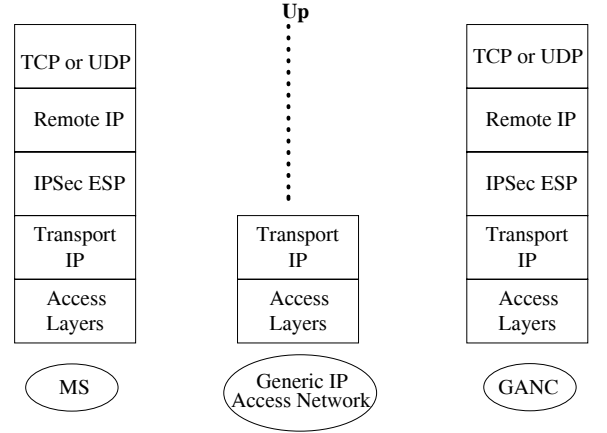 Up
TCP or UDP
Remote IP
IPSec ESP
Transport
IP
Access
Layers
MS
Transport
IP
Access
Layers
Generic IP
Access Network
TCP or UDP
Remote IP
IPSec ESP
Transport
IP
Access
Layers
GANC